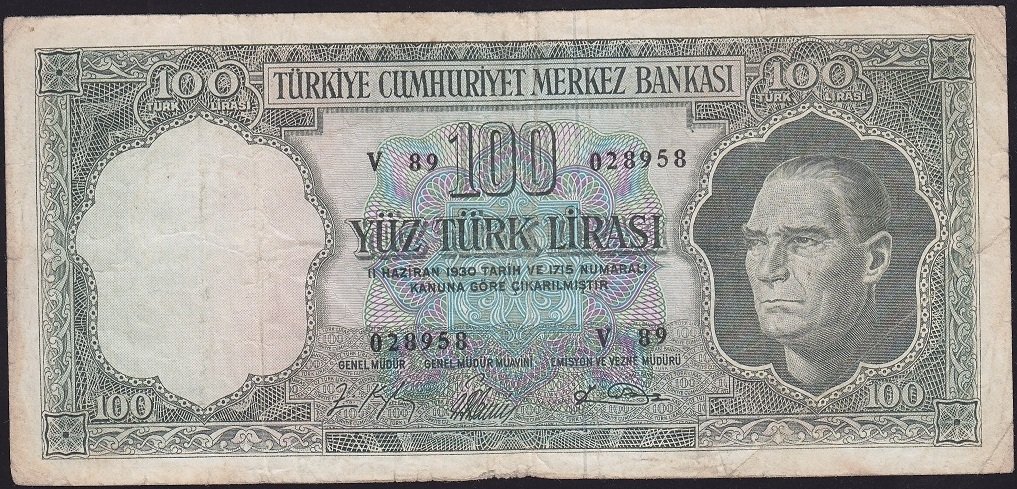 100
TÜRK LİRASI
TÜRKİYE CUMHURİYET MERKEZ BANKASI
100
TÜRK LİRASI
V 89 100 028958
YÜZ TÜRK LİRASI
11 HAZİRAN 1930 TARİH VE 1715 NUMARALI
KANUNA GÖRE ÇIKARILMIŞTIR
028958 V 89
GENEL MÜDÜR GENEL MÜDÜR MUAVİNİ EMİSYON VE VEZNE MÜDÜRÜ
100 100